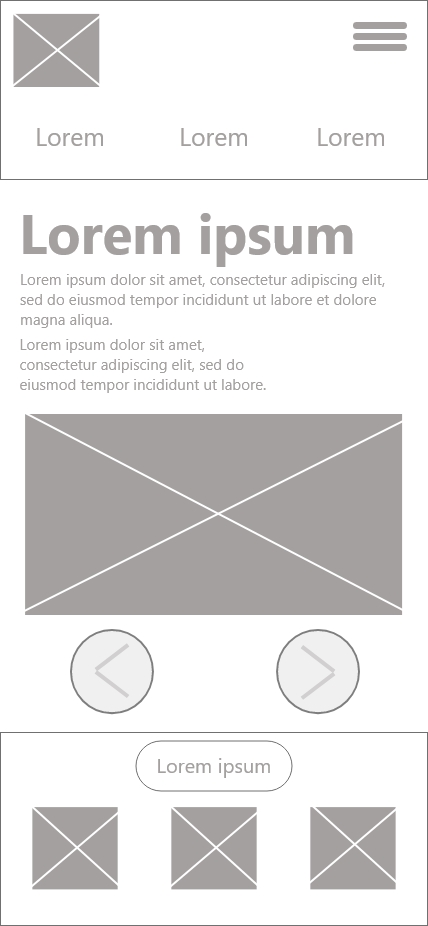 Lorem Lorem Lorem
Lorem ipsum
Lorem ipsum dolor sit amet, consectetur adipiscing elit,
sed do eiusmod tempor incididunt ut labore et dolore
magna aliqua.
Lorem ipsum dolor sit amet,
consectetur adipiscing elit, sed do
eiusmod tempor incididunt ut labore.
Lorem ipsum